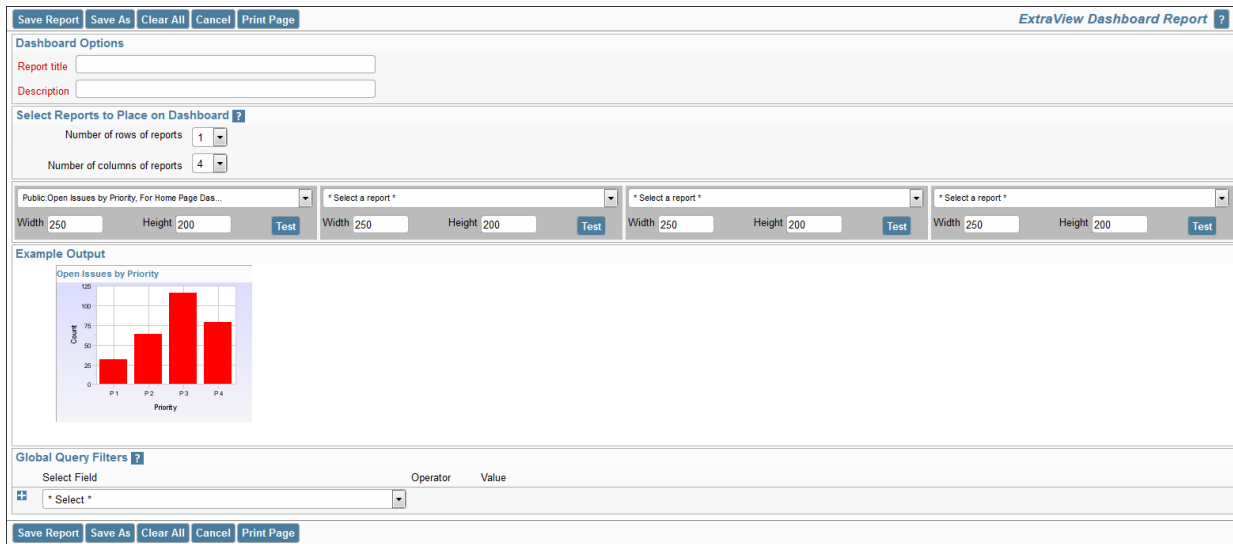 Save Report Save As Clear All Cancel Print Page ExtraView Dashboard Report ?
Dashboard Options
Report title
Description
Select Reports to Place on Dashboard ?
Number of rows of reports 1
Number of columns of reports 4
Public:Open Issues by Priority, For Home Page Das... * Select a report * * Select a report * * Select a report *
Width 250 Height 200 Test Width 250 Height 200 Test Width 250 Height 200 Test Width 250 Height 200 Test
Example Output
Open Issues by Priority
125
100
75
50
25
0
Count
P1 P2 P3 P4
Priority
Global Query Filters ?
Select Field Operator Value
* Select *
Save Report Save As Clear All Cancel Print Page